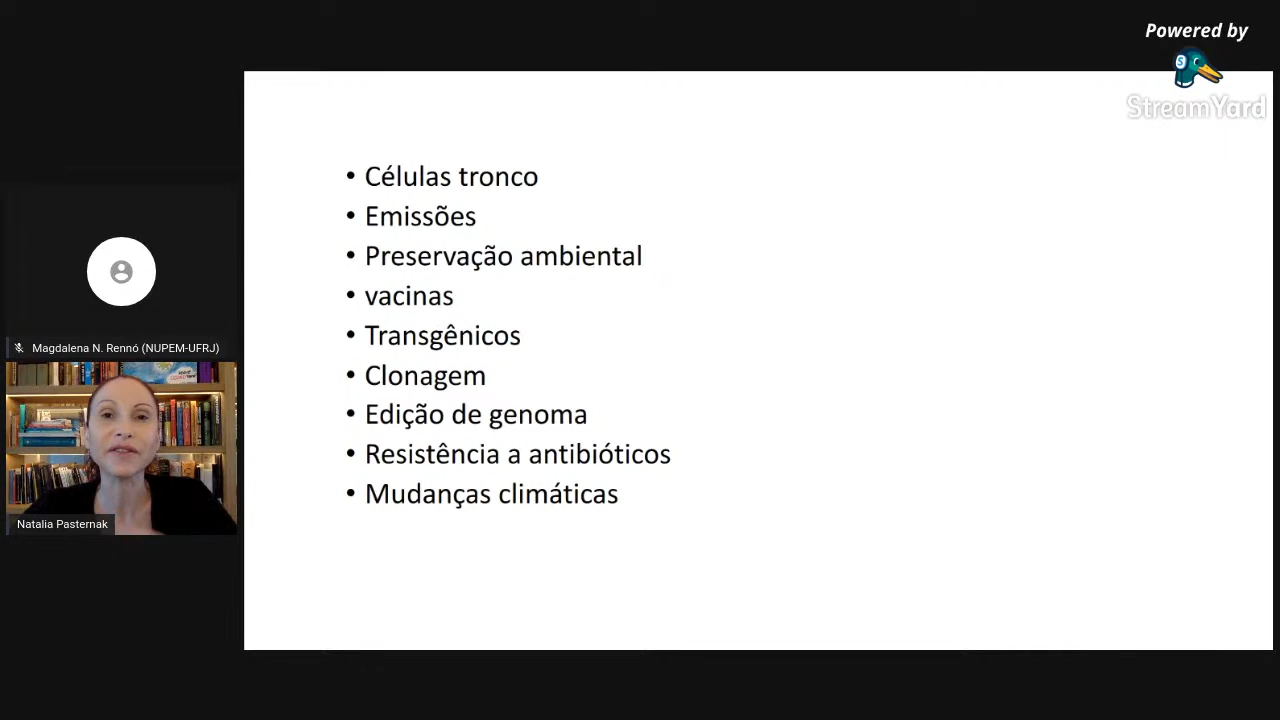 Powered by
StreamYard
• Células tronco
• Emissões
• Preservação ambiental
• vacinas
• Transgênicos
• Clonagem
• Edição de genoma
• Resistência a antibióticos
• Mudanças climáticas
Magdalena N. Rennó (NUPEM-UFRJ)
Natalia Pasternak